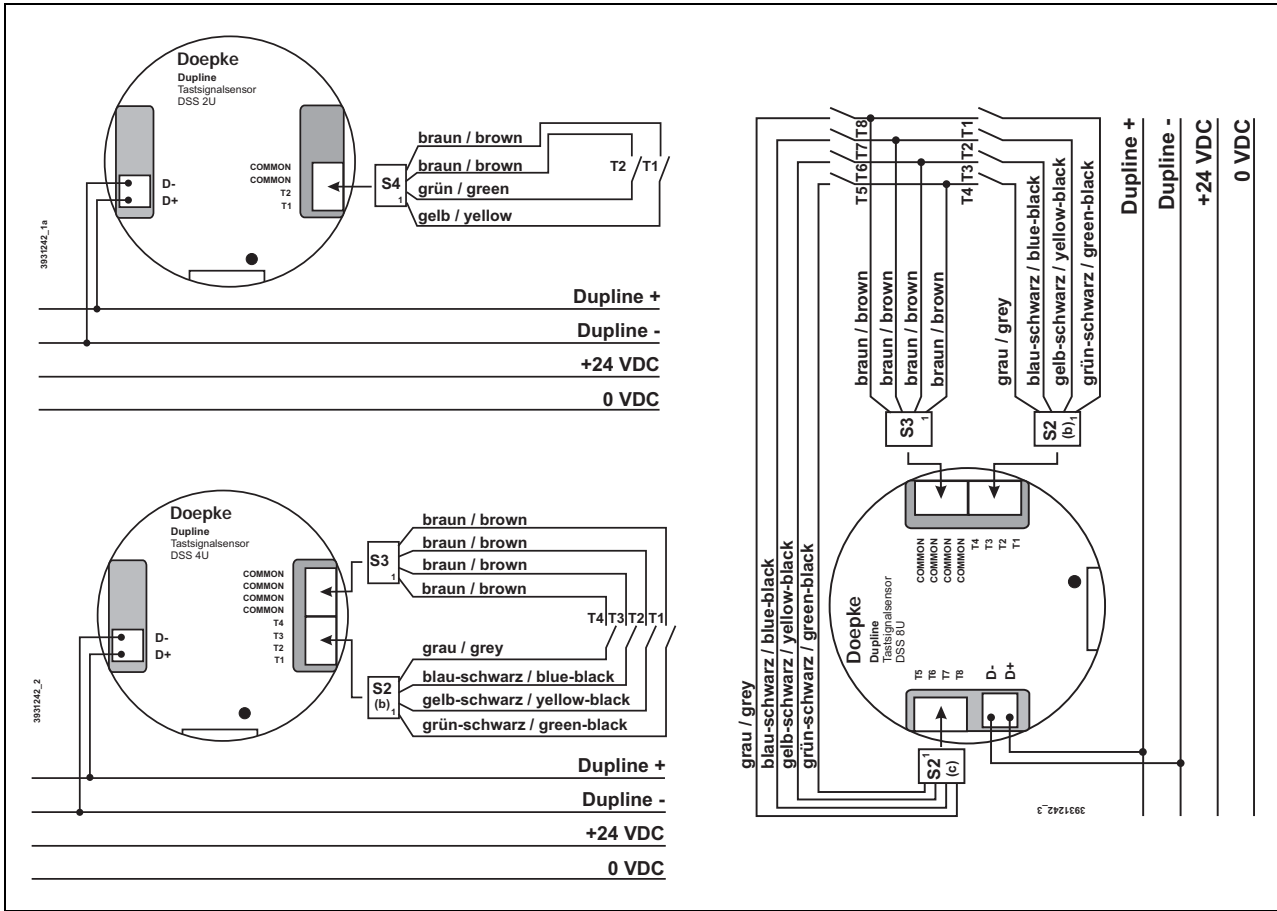 Doepke
Dupline
Tastsignalsensor
DSS 2U
COMMON
COMMON
T2
T1
D-
D+
S4
1
braun / brown
braun / brown
grün / green
gelb / yellow
T2
T1
3931242_1a
Dupline +
Dupline -
+24 VDC
0 VDC
Doepke
Dupline
Tastsignalsensor
DSS 4U
COMMON
COMMON
COMMON
COMMON
T4
T3
T2
T1
D-
D+
S3
1
S2
(b)
1
braun / brown
braun / brown
braun / brown
braun / brown
T4
T3
T2
T1
grau / grey
blau-schwarz / blue-black
gelb-schwarz / yellow-black
grün-schwarz / green-black
3931242_2
Dupline +
Dupline -
+24 VDC
0 VDC
T8
T7
T6
T5
T1
T2
T3
T4
braun / brown
braun / brown
braun / brown
braun / brown
grau / grey
blau-schwarz / blue-black
gelb-schwarz / yellow-black
grün-schwarz / green-black
Dupline +
Dupline -
+24 VDC
0 VDC
S3
1
S2
(b)
1
COMMON
COMMON
COMMON
COMMON
T4
T3
T2
T1
Doepke
Dupline
Tastsignalsensor
DSS 8U
T5
T6
T7
T8
D-
D+
grau / grey
blau-schwarz / blue-black
gelb-schwarz / yellow-black
grün-schwarz / green-black
S2
1
(c)
3931242_3